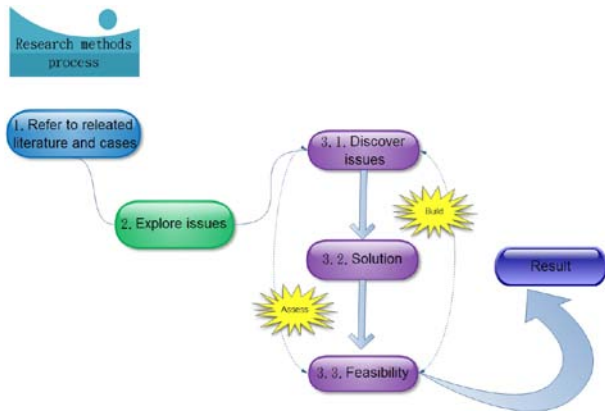 Research methods
process
1. Refer to releated
literature and cases
2. Explore issues
3. 1. Discover
issues
Build
3. 2. Solution
Result
Assess
3. 3. Feasibility